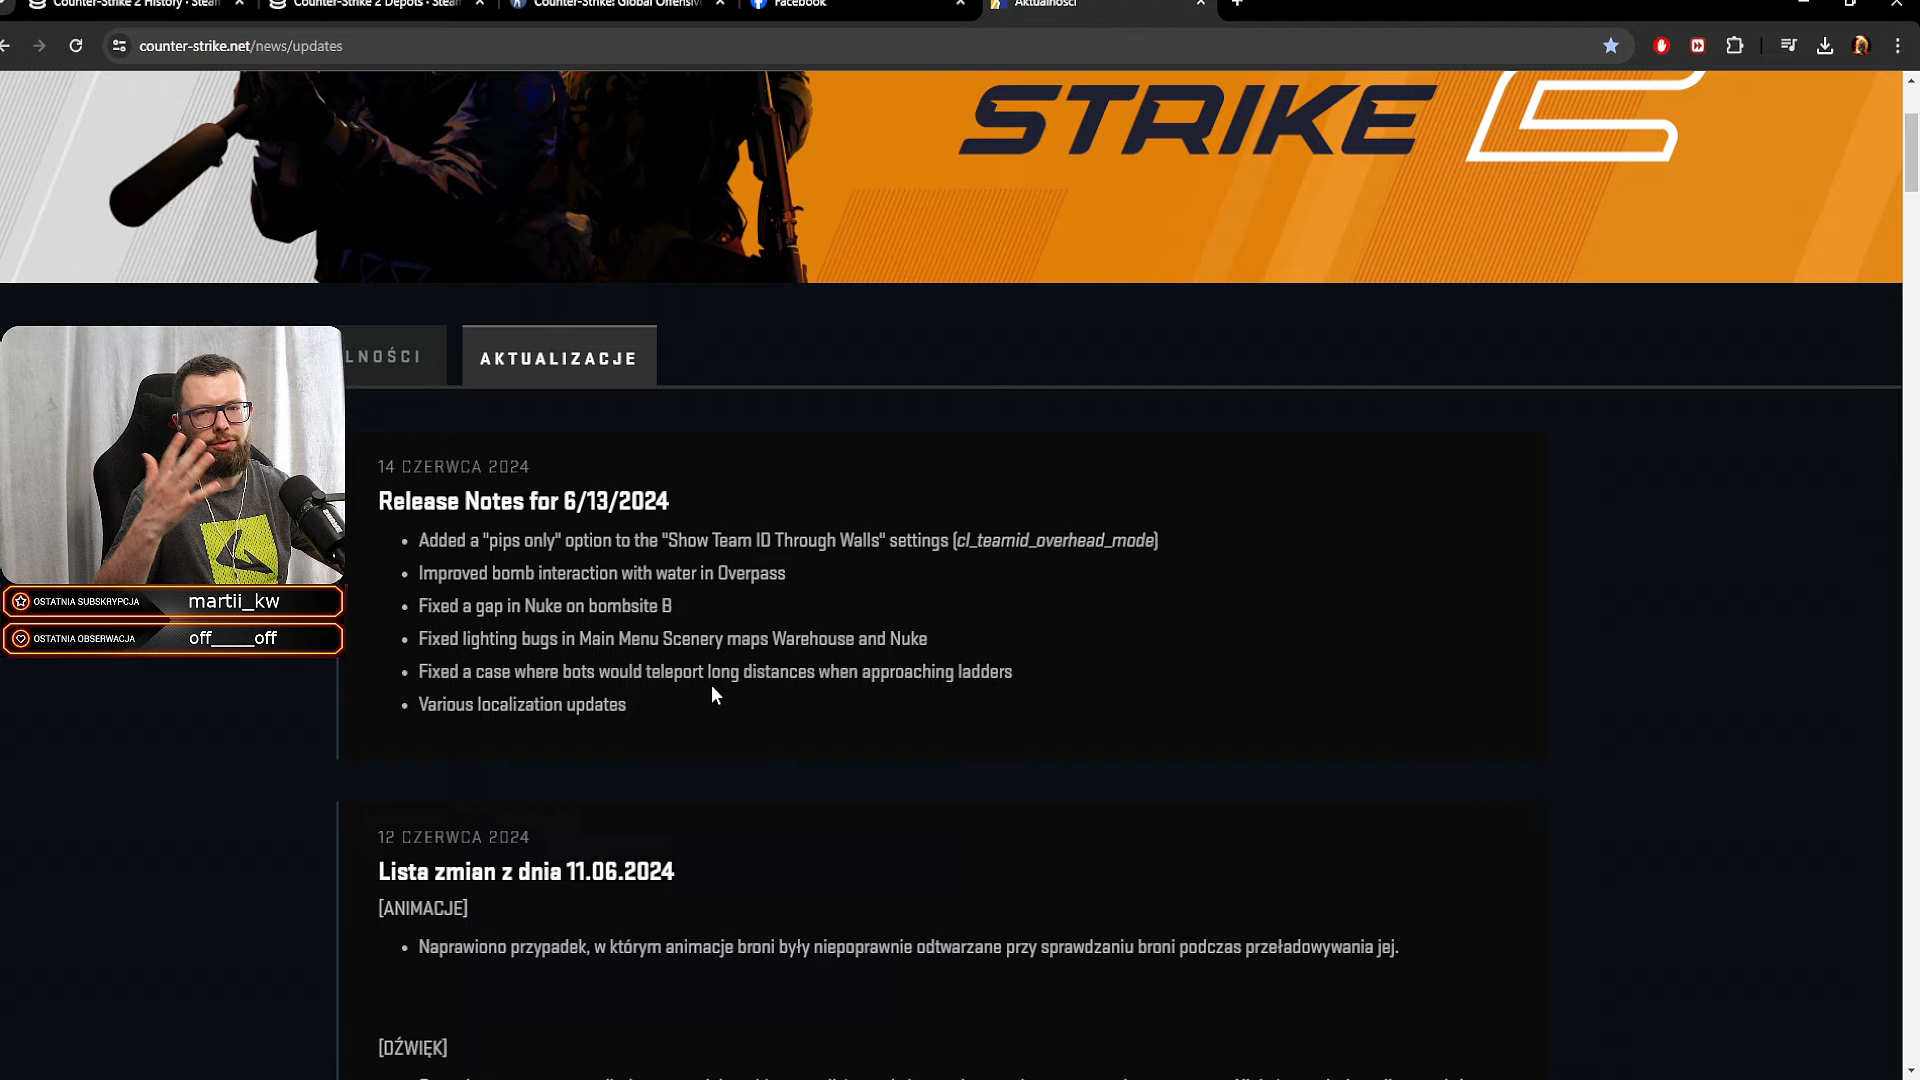 Counter-Strike 2 History · Steam
Counter-Strike 2 Depots · Steam
Counter-Strike: Global Offensiv
Facebook
Aktualności
counter-strike.net/news/updates
STRIKE 2
LNOŚCI
AKTUALIZACJE
14 CZERWCA 2024
Release Notes for 6/13/2024
• Added a "pips only" option to the "Show Team ID Through Walls" settings (cl_teamid_overhead_mode)
• Improved bomb interaction with water in Overpass
• Fixed a gap in Nuke on bombsite B
• Fixed lighting bugs in Main Menu Scenery maps Warehouse and Nuke
• Fixed a case where bots would teleport long distances when approaching ladders
• Various localization updates
OSTATNIA SUBSKRYPCJA martii_kw
OSTATNIA OBSERWACJA off_____off
12 CZERWCA 2024
Lista zmian z dnia 11.06.2024
[ANIMACJE]
• Naprawiono przypadek, w którym animacje broni były niepoprawnie odtwarzane przy sprawdzaniu broni podczas przeładowywania jej.
[DŹWIĘK]